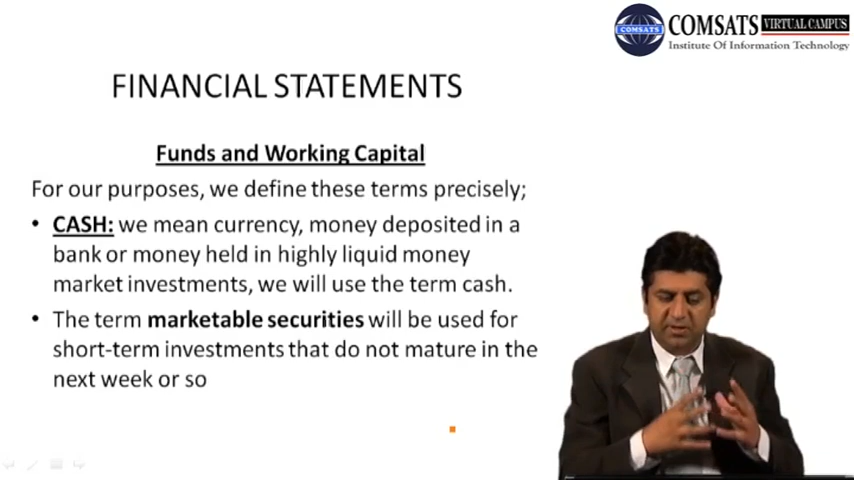 COMSATS VIRTUAL CAMPUS
COMSATS
Institute Of Information Technology
FINANCIAL STATEMENTS
Funds and Working Capital
For our purposes, we define these terms precisely;
• CASH: we mean currency, money deposited in a
bank or money held in highly liquid money
market investments, we will use the term cash.
• The term marketable securities will be used for
short-term investments that do not mature in the
next week or so